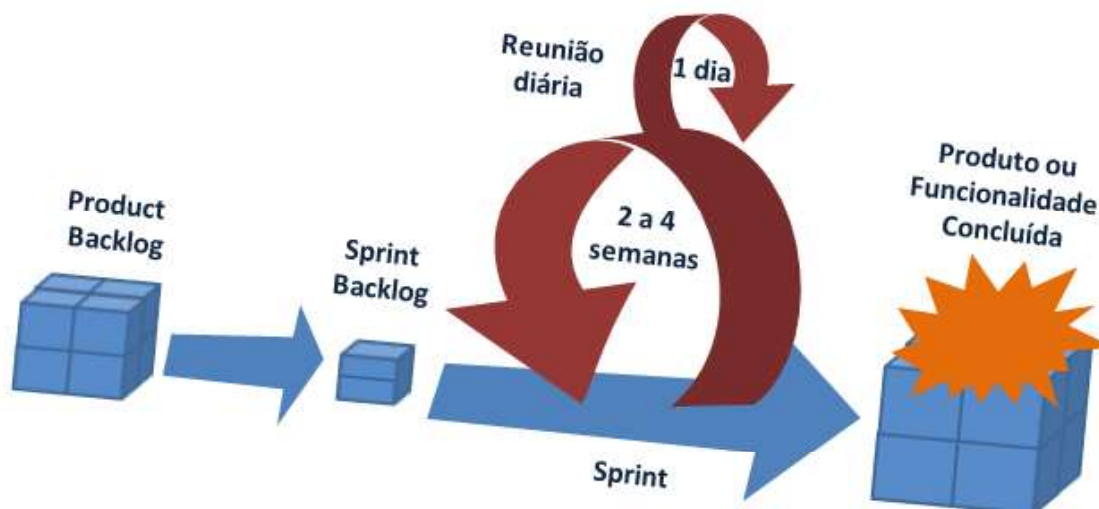 Product
Backlog
Sprint
Backlog
Reunião
diária
1 dia
2 a 4
semanas
Sprint
Produto ou
Funcionalidade
Concluída